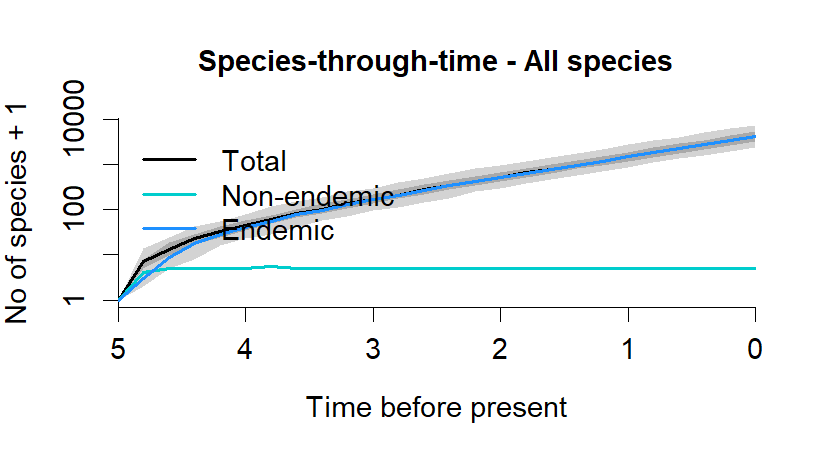 Species-through-time - All species
No of species + 1
10000
100
1
Total
Non-endemic
Endemic
5 4 3 2 1 0
Time before present